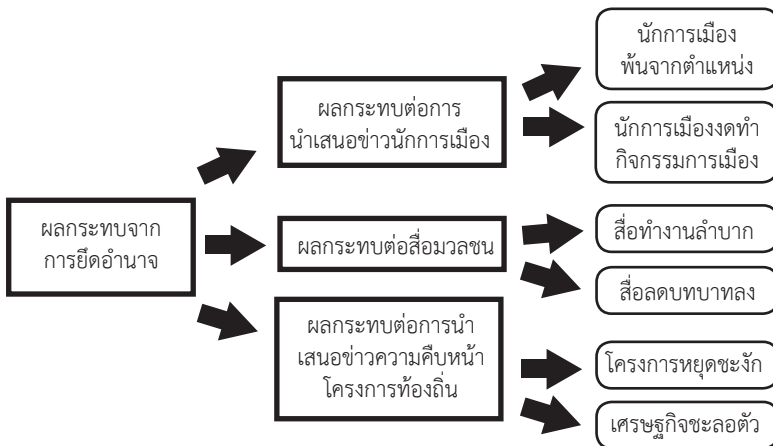 ผลกระทบจาก
การยึดอำนาจ
ผลกระทบต่อการ
นำเสนอข่าวนักการเมือง
นักการเมือง
พ้นจากตำแหน่ง
นักการเมืองงดทำ
กิจกรรมการเมือง
ผลกระทบต่อสื่อมวลชน
สื่อทำงานลำบาก
สื่อลดบทบาทลง
ผลกระทบต่อการนำ
เสนอข่าวความคืบหน้า
โครงการท้องถิ่น
โครงการหยุดชะงัก
เศรษฐกิจชะลอตัว